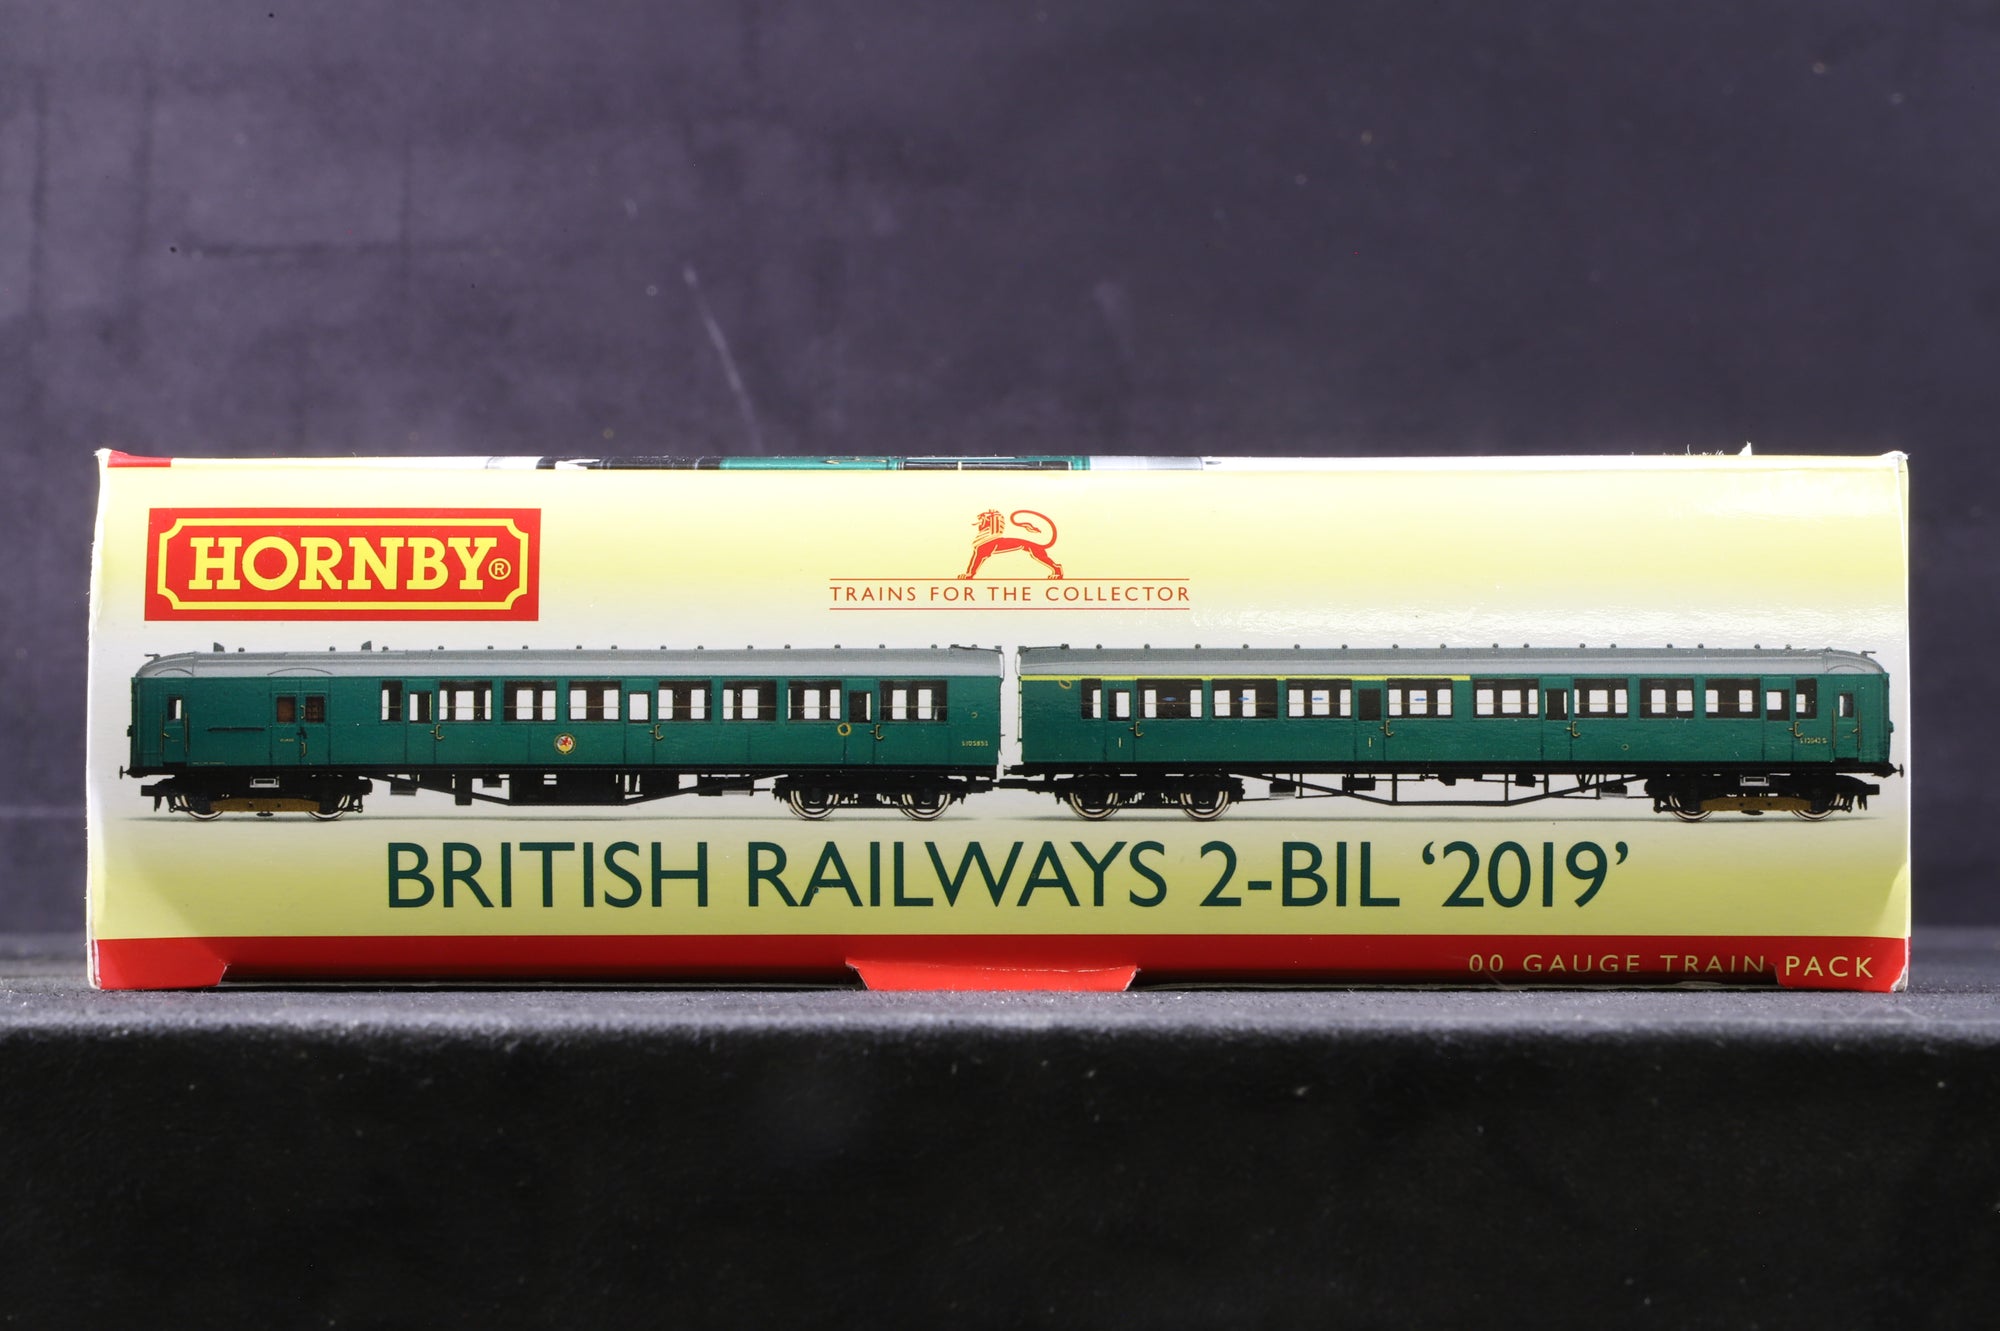 HORNBY®
TRAINS FOR THE COLLECTOR
BRITISH RAILWAYS 2-BIL ‘2019’
00 GAUGE TRAIN PACK